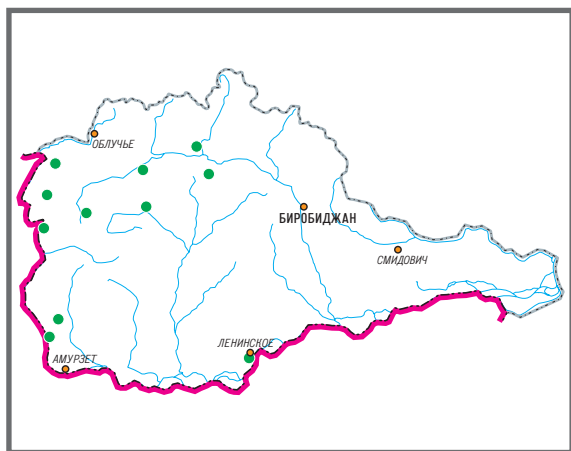 ОБЛУЧЬЕ
БИРОБИДЖАН
СМИДОВИЧ
ЛЕНИНСКОЕ
АМУРЗЕТ